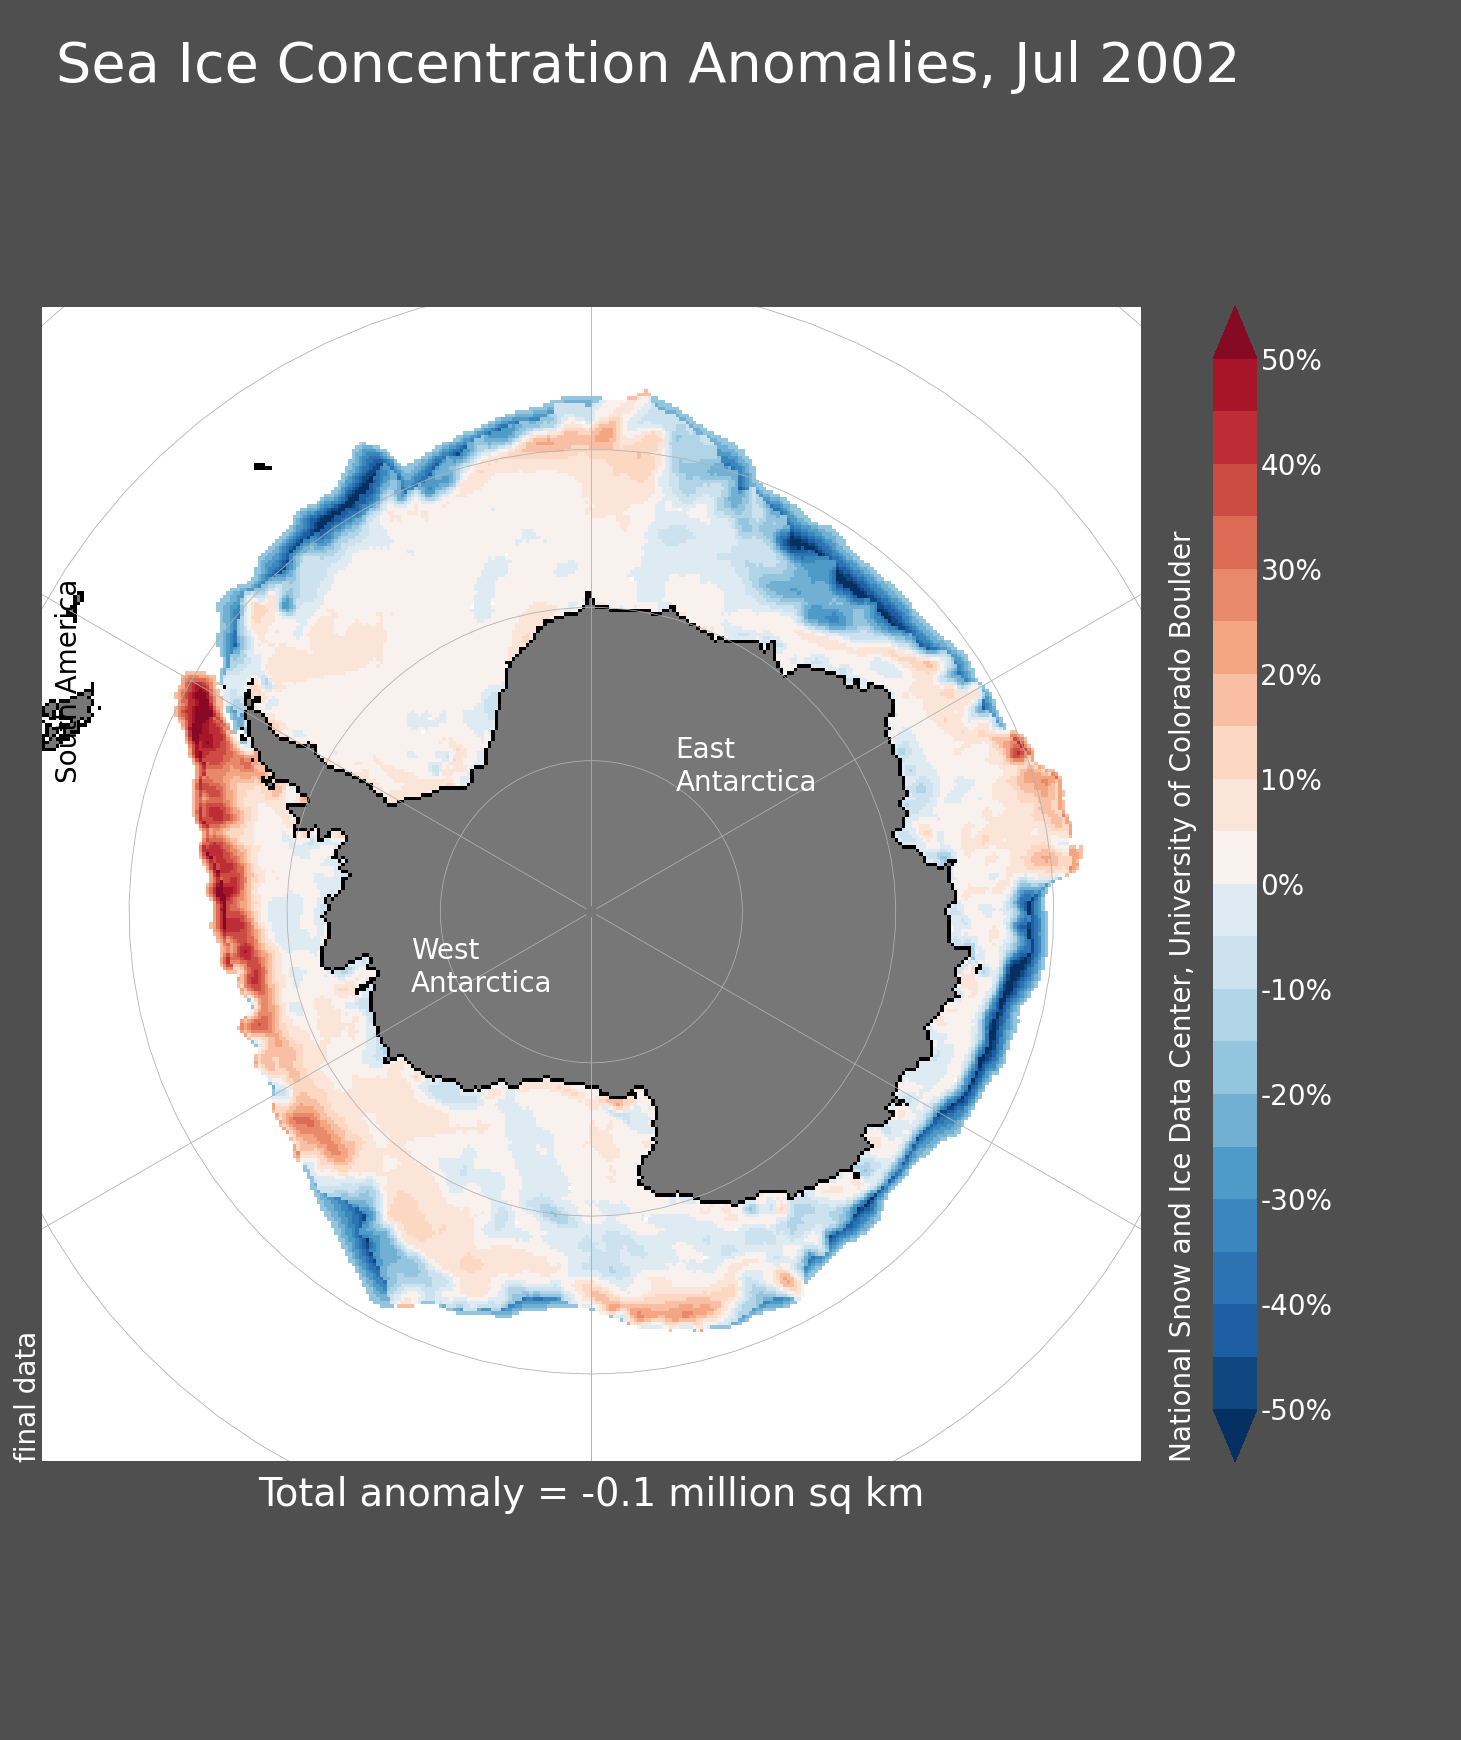 Sea Ice Concentration Anomalies, Jul 2002
South America
East
Antarctica
West
Antarctica
final data
National Snow and Ice Data Center, University of Colorado Boulder
50%
40%
30%
20%
10%
0%
-10%
-20%
-30%
-40%
-50%
Total anomaly = -0.1 million sq km